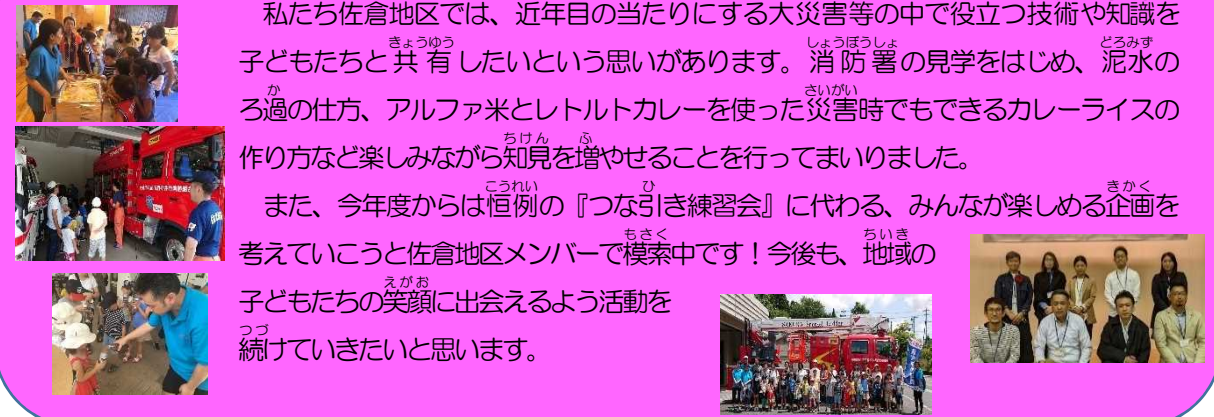 私たち佐倉地区では、近年目の当たりにする大災害等の中で役立つ技術や知識を
子どもたちと共有したいという思いがあります。消防署の見学をはじめ、泥水の
ろ過の仕方、アルファ米とレトルトカレーを使った災害時でもできるカレーライスの
作り方など楽しみながら知見を増やせることを行ってまいりました。
また、今年度からは恒例の『つな引き練習会』に代わる、みんなが楽しめる企画を
考えていこうと佐倉地区メンバーで模索中です！今後も、地域の
子どもたちの笑顔に出会えるよう活動を
続けていきたいと思います。